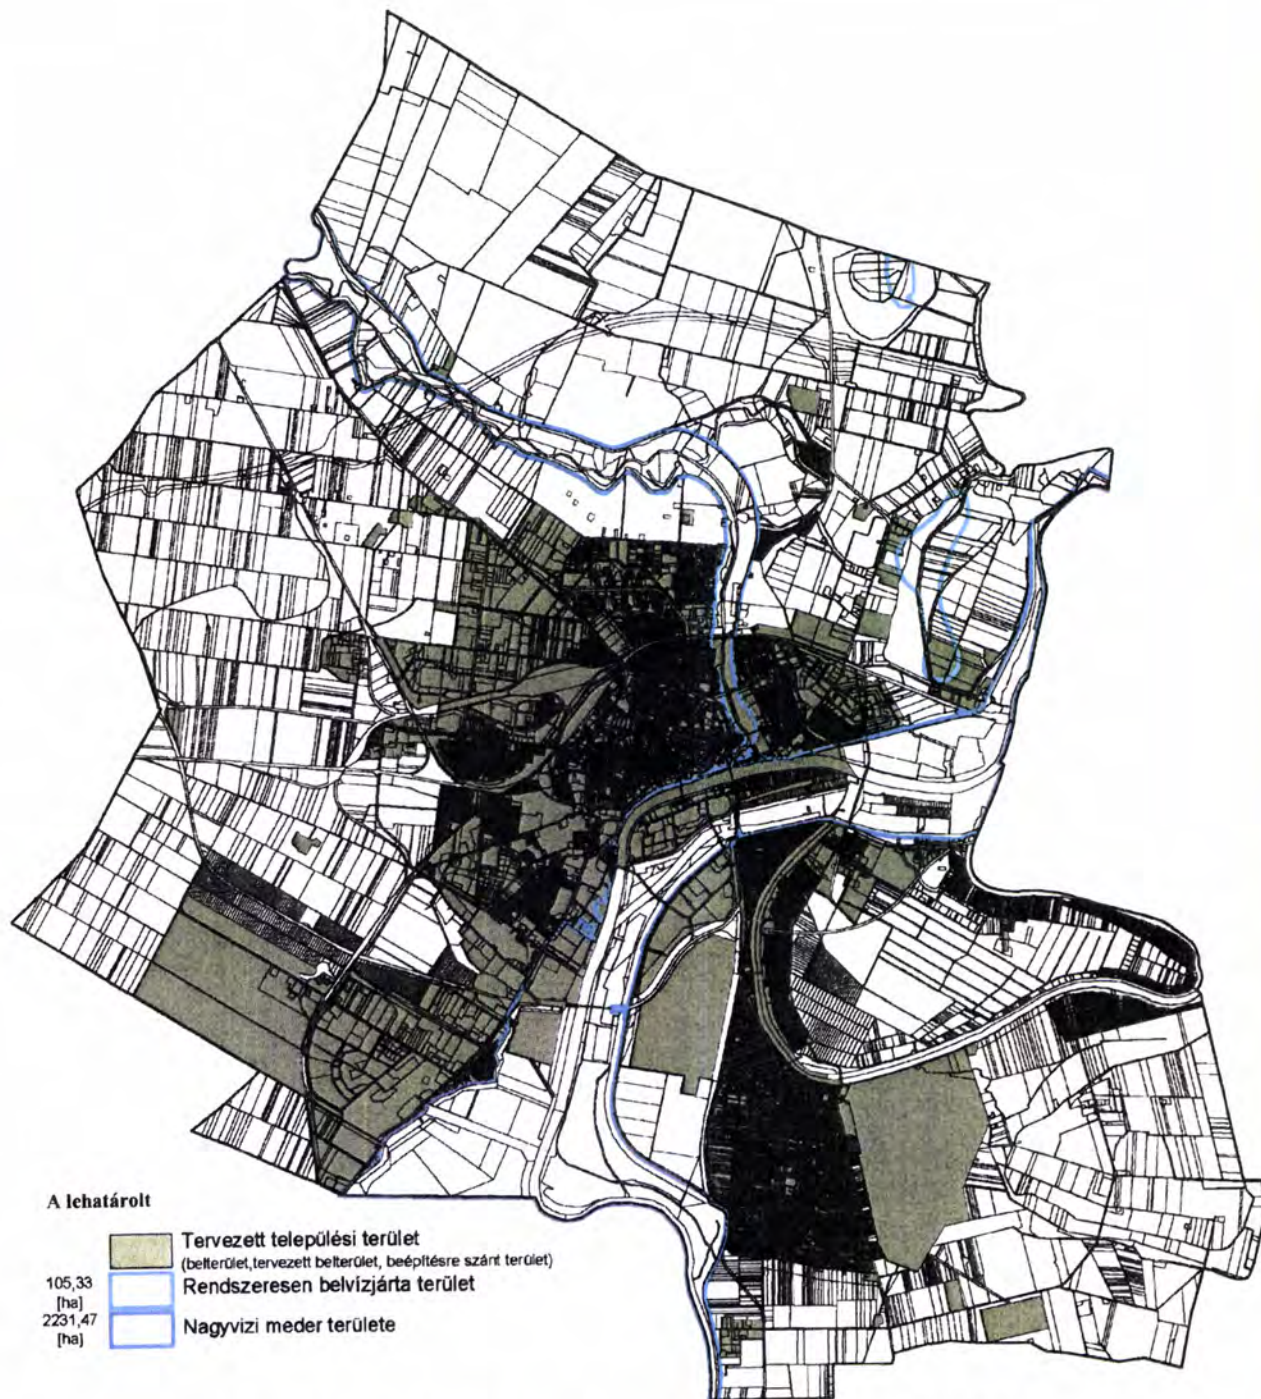 A lehatárolt
Tervezett települési terület
(belterület,tervezett belterület, beépítésre szánt terület)
105,33
[ha]
Rendszeresen belvízjárta terület
2231,47
[ha]
Nagyvizi meder területe